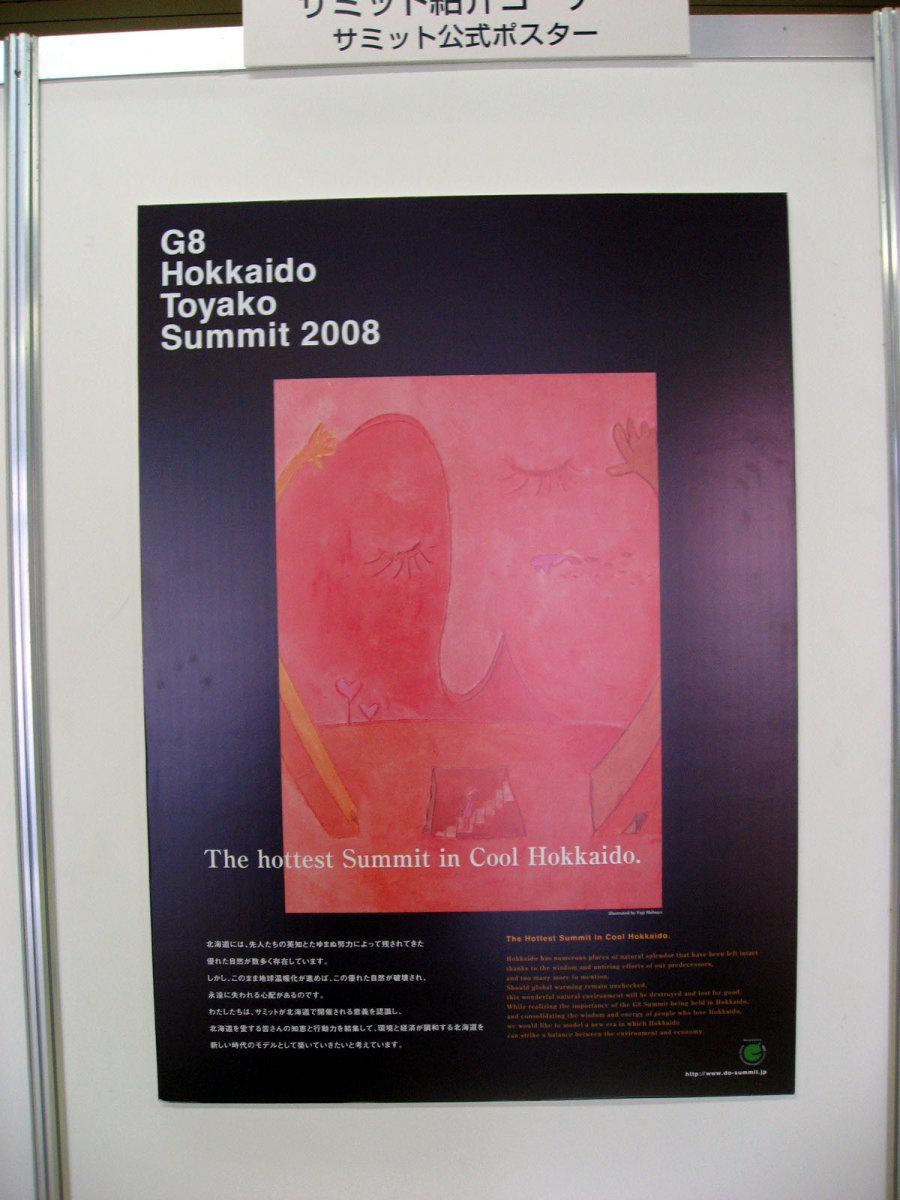 サミット紹介コーナー
サミット公式ポスター
G8
Hokkaido
Toyako
Summit 2008
The hottest Summit in Cool Hokkaido.
illustrated by Yuji Shibuya
北海道には、先人たちの英知とたゆまぬ努力によって残されてきた
優れた自然が数多く存在しています。
しかし、このまま地球温暖化が進めば、この優れた自然が破壊され、
永遠に失われる心配があるのです。
わたしたちは、サミットが北海道で開催される意義を認識し、
北海道を愛する皆さんの知恵と行動力を結集して、環境と経済が調和する北海道を
新しい時代のモデルとして築いていきたいと考えています。
The Hottest Summit in Cool Hokkaido.
Hokkaido has numerous places of natural splendor that have been left intact
thanks to the wisdom and untiring efforts of our predecessors,
and too many more to mention.
Should global warming remain unchecked,
this wonderful natural environment will be destroyed and lost for good.
While realizing the importance of the G8 Summit being held in Hokkaido,
and consolidating the wisdom and energy of people who love Hokkaido,
we would like to model a new era in which Hokkaido
can strike a balance between the environment and economy.
http://www.do-summit.jp